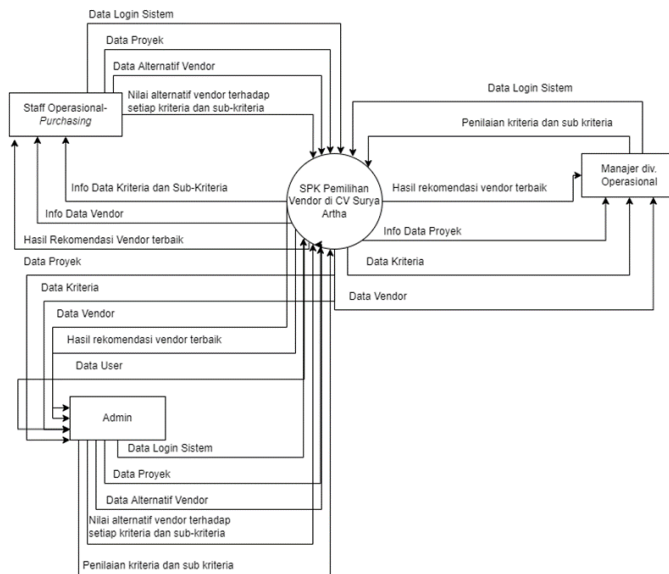 Data Login Sistem
Data Proyek
Data Alternatif Vendor
Nilai alternatif vendor terhadap
setiap kriteria dan sub-kriteria
Staff Operasional-
Purchasing
Data Login Sistem
Penilaian kriteria dan sub kriteria
Manajer div.
Operasional
SPK Pemilihan
Vendor di CV Surya
Artha
Info Data Kriteria dan Sub-Kriteria
Hasil rekomendasi vendor terbaik
Info Data Vendor
Info Data Proyek
Hasil Rekomendasi Vendor terbaik
Data Proyek
Data Kriteria
Data Kriteria
Data Vendor
Data Vendor
Hasil rekomendasi vendor terbaik
Data User
Admin
Data Login Sistem
Data Proyek
Data Alternatif Vendor
Nilai alternatif vendor terhadap
setiap kriteria dan sub-kriteria
Penilaian kriteria dan sub kriteria